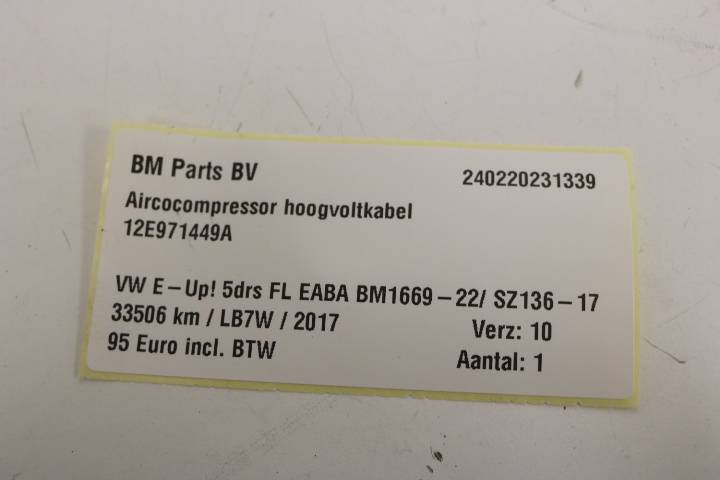 BM Parts BV 240220231339
Aircocompressor hoogvoltkabel
12E971449A
VW E-Up! 5drs FL EABA BM1669-22/ SZ136-17
33506 km / LB7W / 2017 Verz: 10
95 Euro incl. BTW Aantal: 1